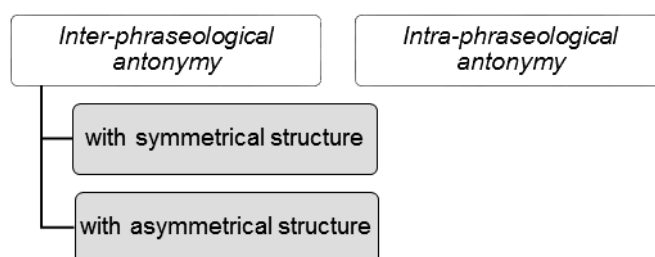 Inter-phraseological
antonymy
Intra-phraseological
antonymy
with symmetrical structure
with asymmetrical structure